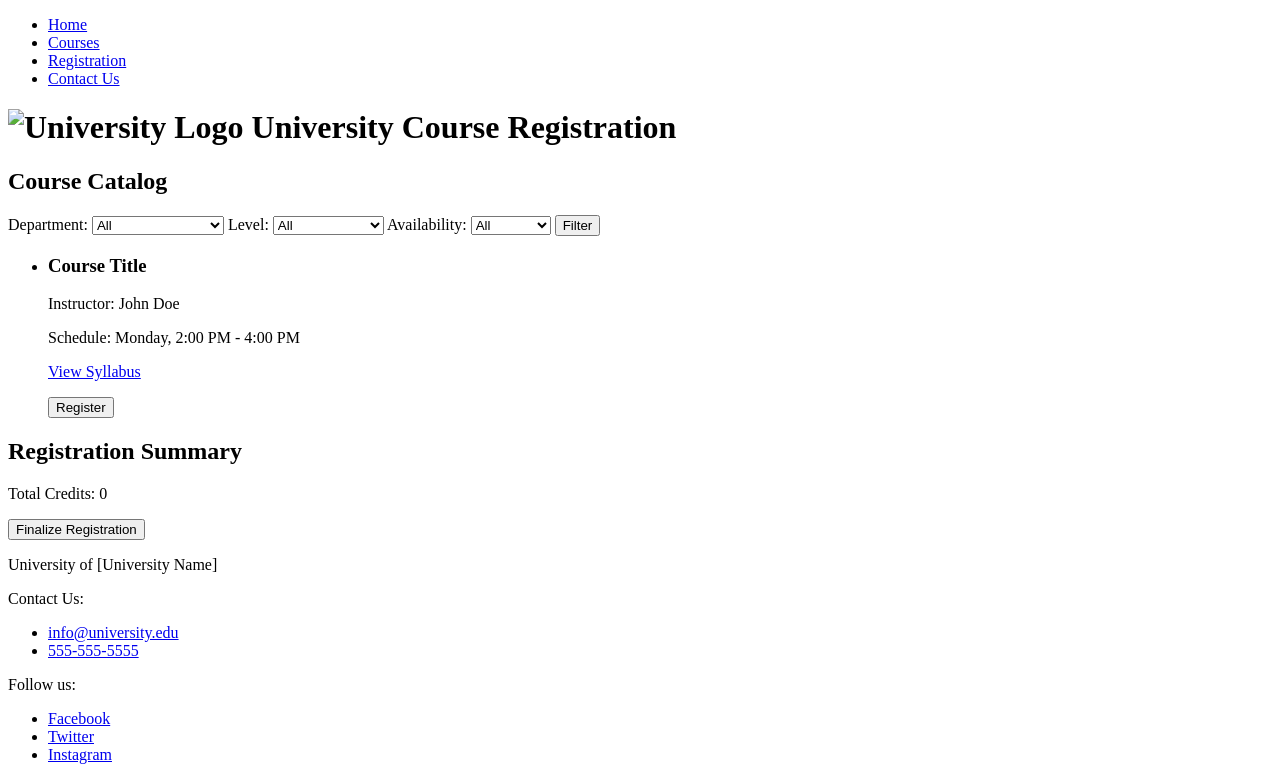 Home
Courses
Registration
Contact Us
University Logo University Course Registration
Course Catalog
Department: All Level: All Availability: All Filter
Course Title
Instructor: John Doe
Schedule: Monday, 2:00 PM - 4:00 PM
View Syllabus
Register
Registration Summary
Total Credits: 0
Finalize Registration
University of [University Name]
Contact Us:
info@university.edu
555-555-5555
Follow us:
Facebook
Twitter
Instagram